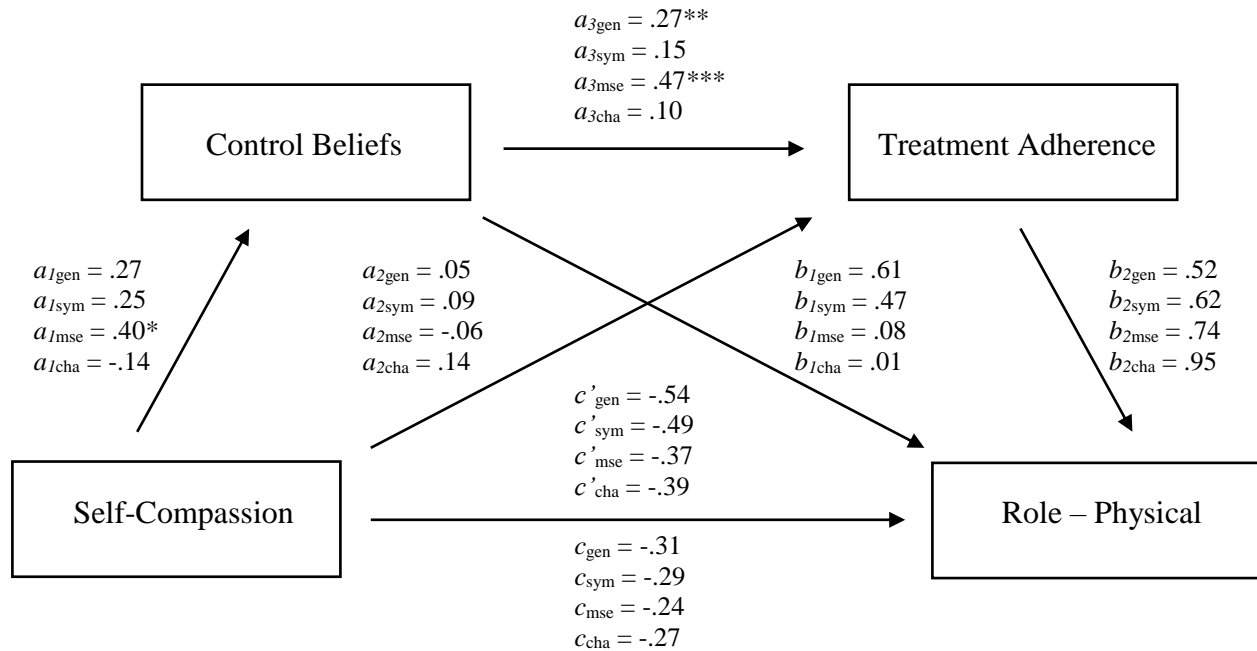 a3gen = .27**
a3sym = .15
a3mse = .47***
a3cha = .10
Control Beliefs
Treatment Adherence
a1gen = .27
a1sym = .25
a1mse = .40*
a1cha = -.14
a2gen = .05
a2sym = .09
a2mse = -.06
a2cha = .14
b1gen = .61
b1sym = .47
b1mse = .08
b1cha = .01
b2gen = .52
b2sym = .62
b2mse = .74
b2cha = .95
c’gen = -.54
c’sym = -.49
c’mse = -.37
c’cha = -.39
Self-Compassion
Role – Physical
cgen = -.31
csym = -.29
cmse = -.24
ccha = -.27